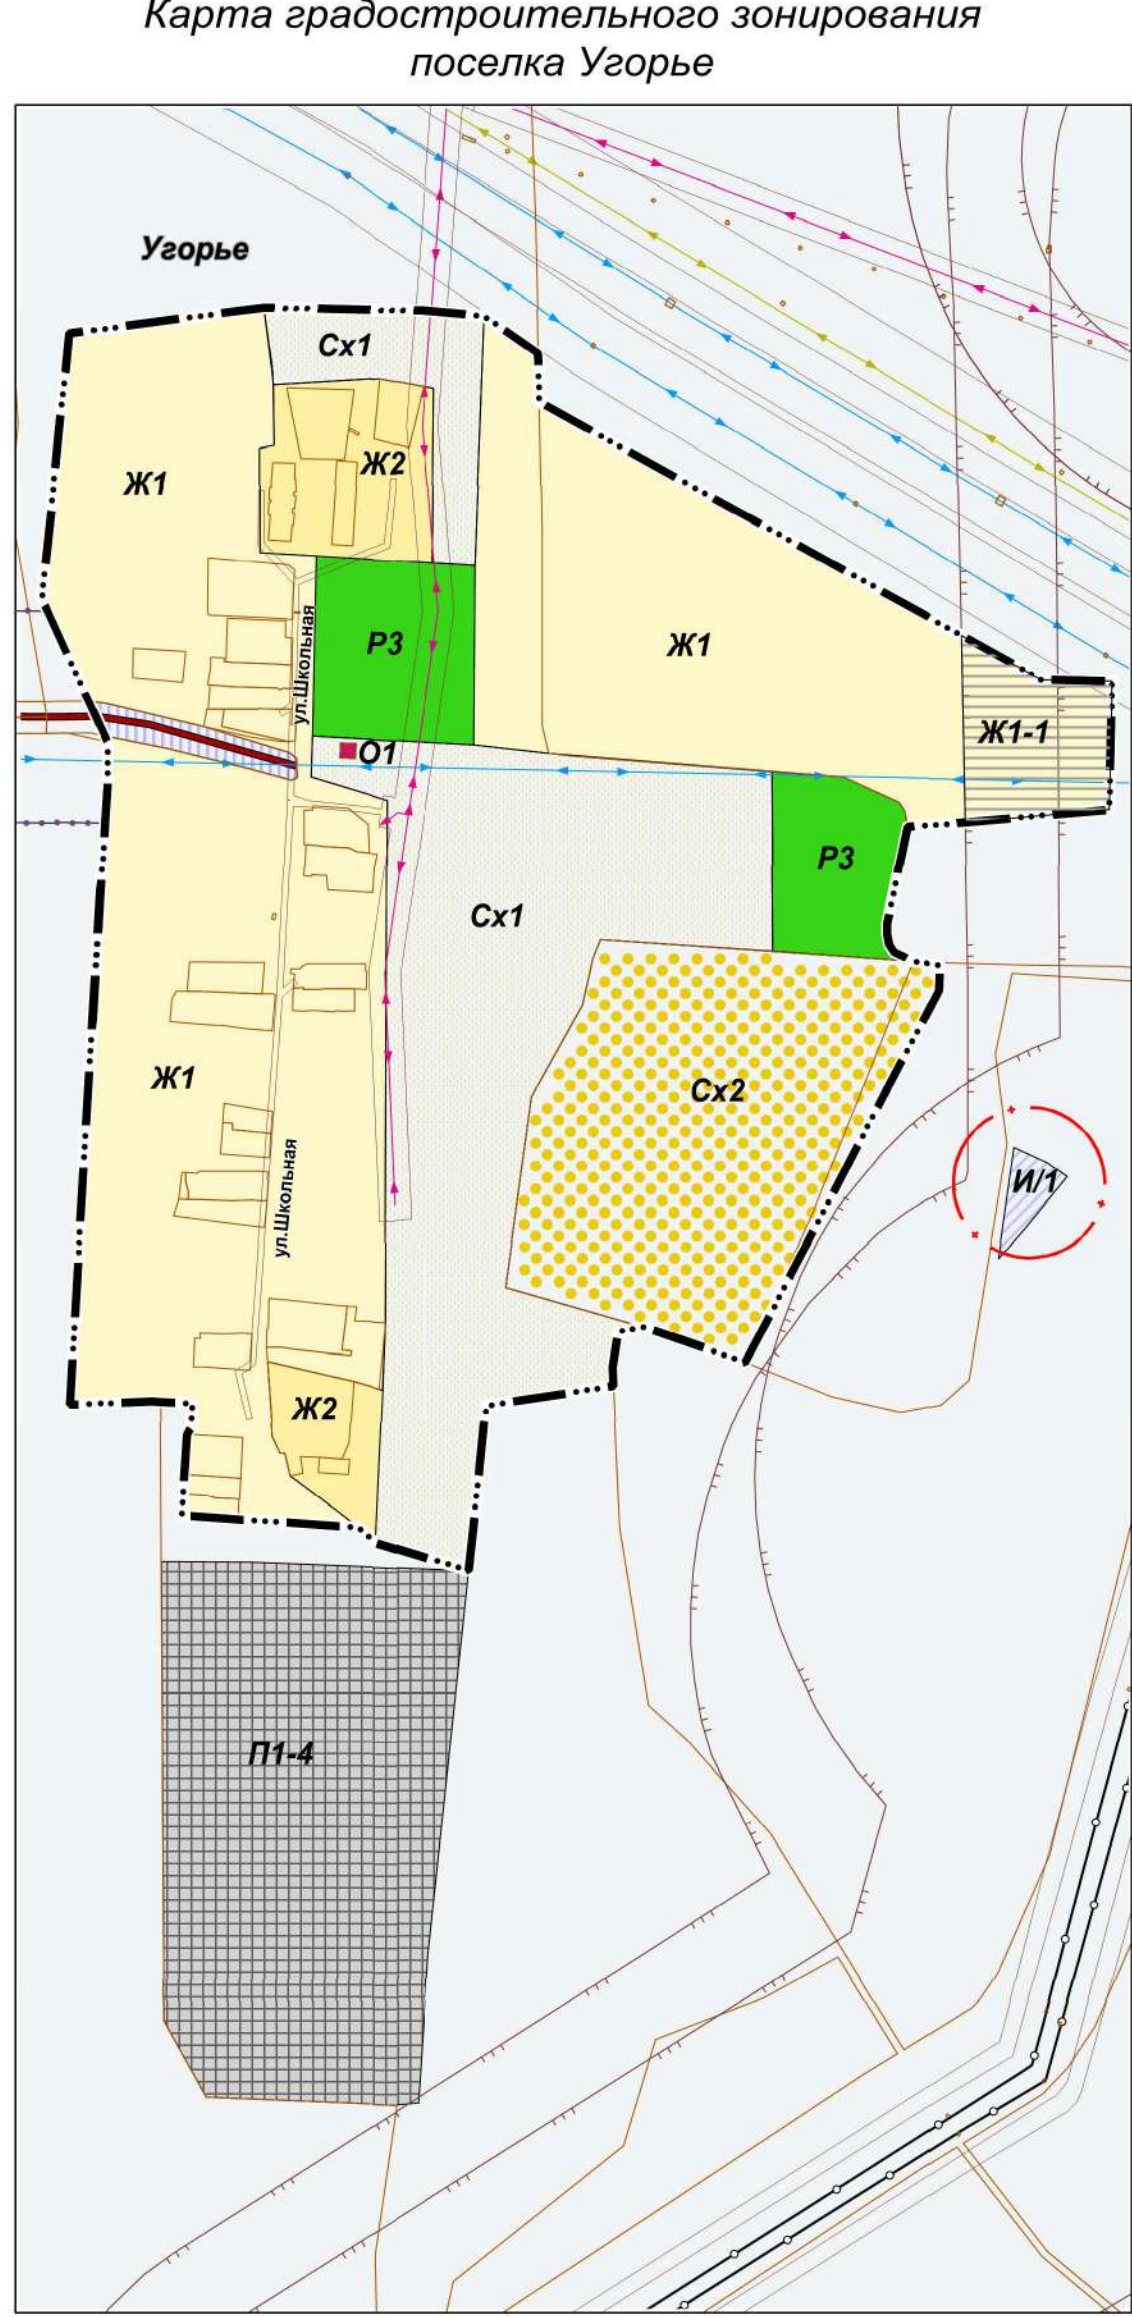 Карта градостроительного зонирования
поселка Угорье
Угорье
Сх1
Ж2
Ж1
ул.Школьная
Р3
Ж1
Ж1-1
О1
Р3
Сх1
Сх2
Ж1
ул.Школьная
И/1
Ж2
П1-4